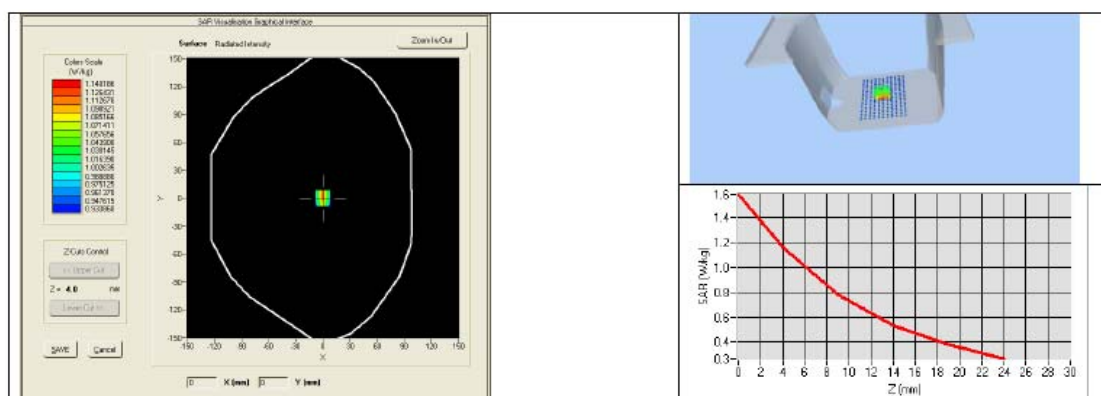 SAR Visualisation Graphical Interface
Surface Radiated Intensity
Zoom In/Out
Colors Scale
(W/kg)
1.126431
1.112676
1.098921
1.085166
1.071411
1.057656
1.043900
1.030145
1.016390
1.002635
0.988880
0.975125
0.961370
0.947615
0.933860
Z Cuts Control
<< Upper Cut
Z = 4.0 mm
Lower Cut >>
SAVE
Cancel
150
120
90
60
30
0
-30
-60
-90
-120
-150
Y
-150 -120 -90 -60 -30 0 30 60 90 120 150
X
0 X (mm) 0 Y (mm)
1.6
1.4
1.2
1.0
0.8
0.6
0.4
0.3
SAR (W/kg)
0 2 4 6 8 10 12 14 16 18 20 22 24 26 28 30
Z (mm)